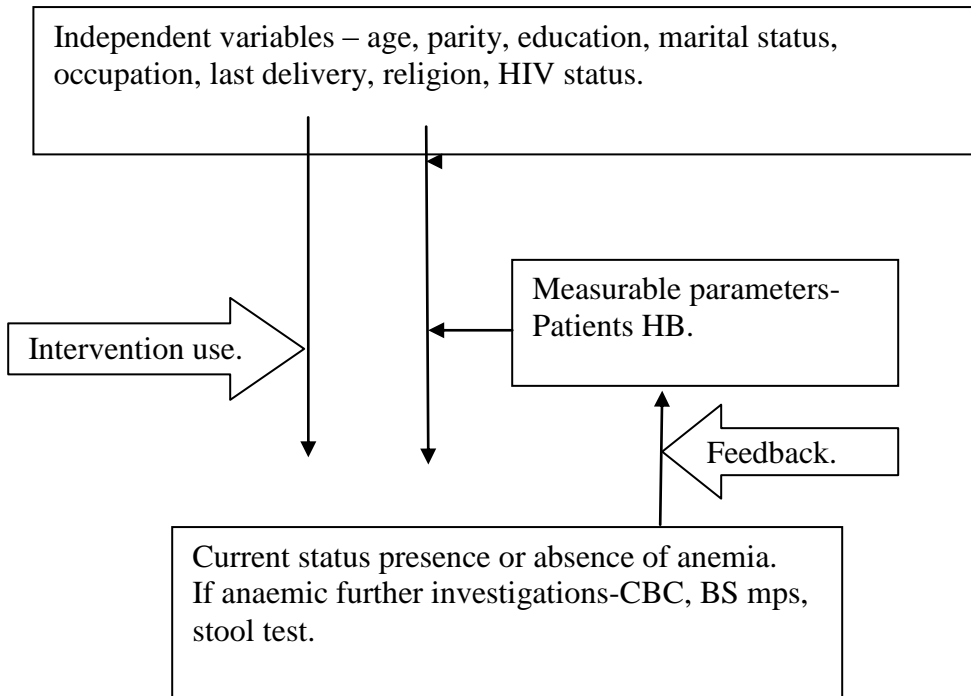 Independent variables – age, parity, education, marital status,
occupation, last delivery, religion, HIV status.
Measurable parameters-
Patients HB.
Intervention use.
Feedback.
Current status presence or absence of anemia.
If anaemic further investigations-CBC, BS mps,
stool test.